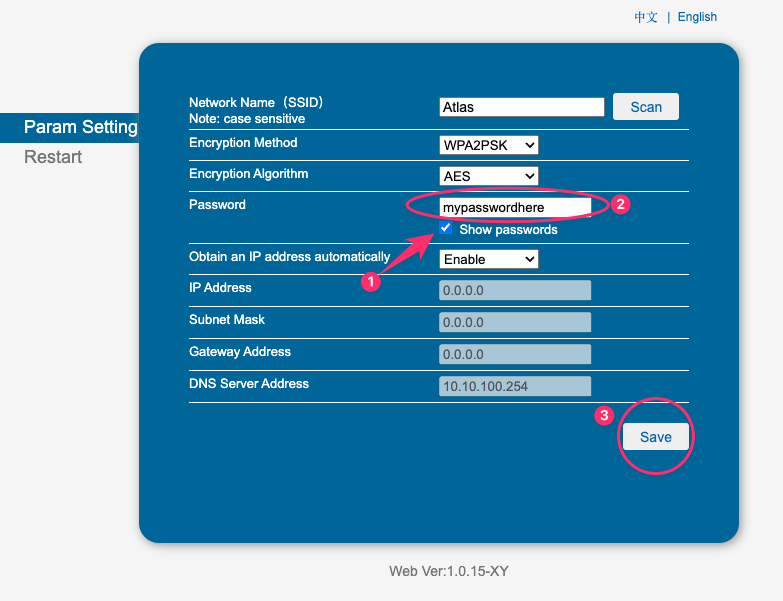 中文 | English
Param Setting
Restart
Network Name（SSID）
Note: case sensitive
Atlas
Scan
Encryption Method
WPA2PSK
Encryption Algorithm
AES
Password
mypasswordhere
2
Show passwords
1
Obtain an IP address automatically
Enable
IP Address
0.0.0.0
Subnet Mask
0.0.0.0
Gateway Address
0.0.0.0
DNS Server Address
10.10.100.254
3
Save
Web Ver:1.0.15-XY